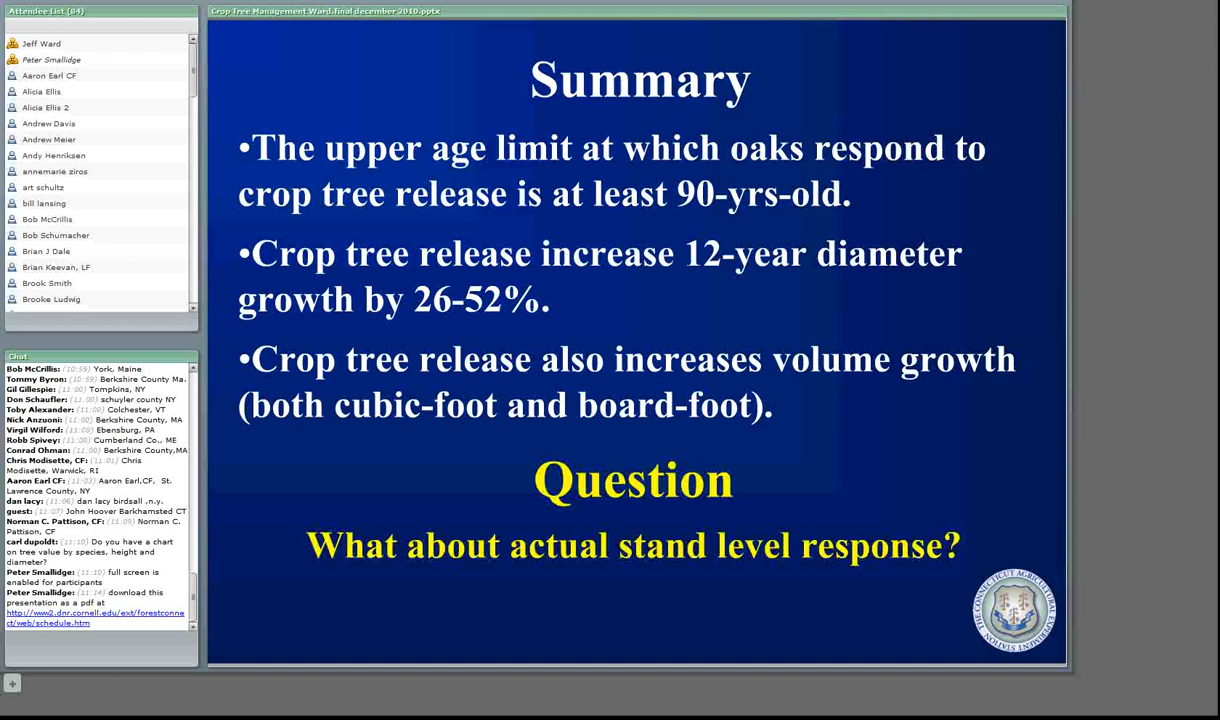 Attendee List (84)
Jeff Ward
Peter Smallidge
Aaron Earl CF
Alicia Ellis
Alicia Ellis 2
Andrew Davis
Andrew Meier
Andy Henriksen
annemarie ziros
art schultz
bill lansing
Bob McCrillis
Bob Schumacher
Brian J Dale
Brian Keevan, LF
Brook Smith
Brooke Ludwig
Chat
Bob McCrillis: (10:59) York, Maine
Tommy Byron: (10:59) Berkshire County Ma.
Gil Gillespie: (11:00) Tompkins, NY
Don Schaufler: (11:00) schuyler county NY
Toby Alexander: (11:00) Colchester, VT
Nick Anzuoni: (11:00) Berkshire County, MA
Virgil Wilford: (11:00) Ebensburg, PA
Robb Spivey: (11:00) Cumberland Co., ME
Conrad Ohman: (11:00) Berkshire County,MA
Chris Modisette, CF: (11:01) Chris
Modisette, Warwick, RI
Aaron Earl CF: (11:03) Aaron Earl,CF, St.
Lawrence County, NY
dan lacy: (11:06) dan lacy birdsall ,n.y.
guest: (11:07) John Hoover Barkhamsted CT
Norman C. Pattison, CF: (11:09) Norman C.
Pattison, CF
carl dupoldt: (11:10) Do you have a chart
on tree value by species, height and
diameter?
Peter Smallidge: (11:10) full screen is
enabled for participants
Peter Smallidge: (11:14) download this
presentation as a pdf at
http://www2.dnr.cornell.edu/ext/forestconne
ct/web/schedule.htm
Crop Tree Management Ward.final december 2010.pptx
Summary
•The upper age limit at which oaks respond to
crop tree release is at least 90-yrs-old.
•Crop tree release increase 12-year diameter
growth by 26-52%.
•Crop tree release also increases volume growth
(both cubic-foot and board-foot).
Question
What about actual stand level response?
THE CONNECTICUT AGRICULTURAL EXPERIMENT STATION